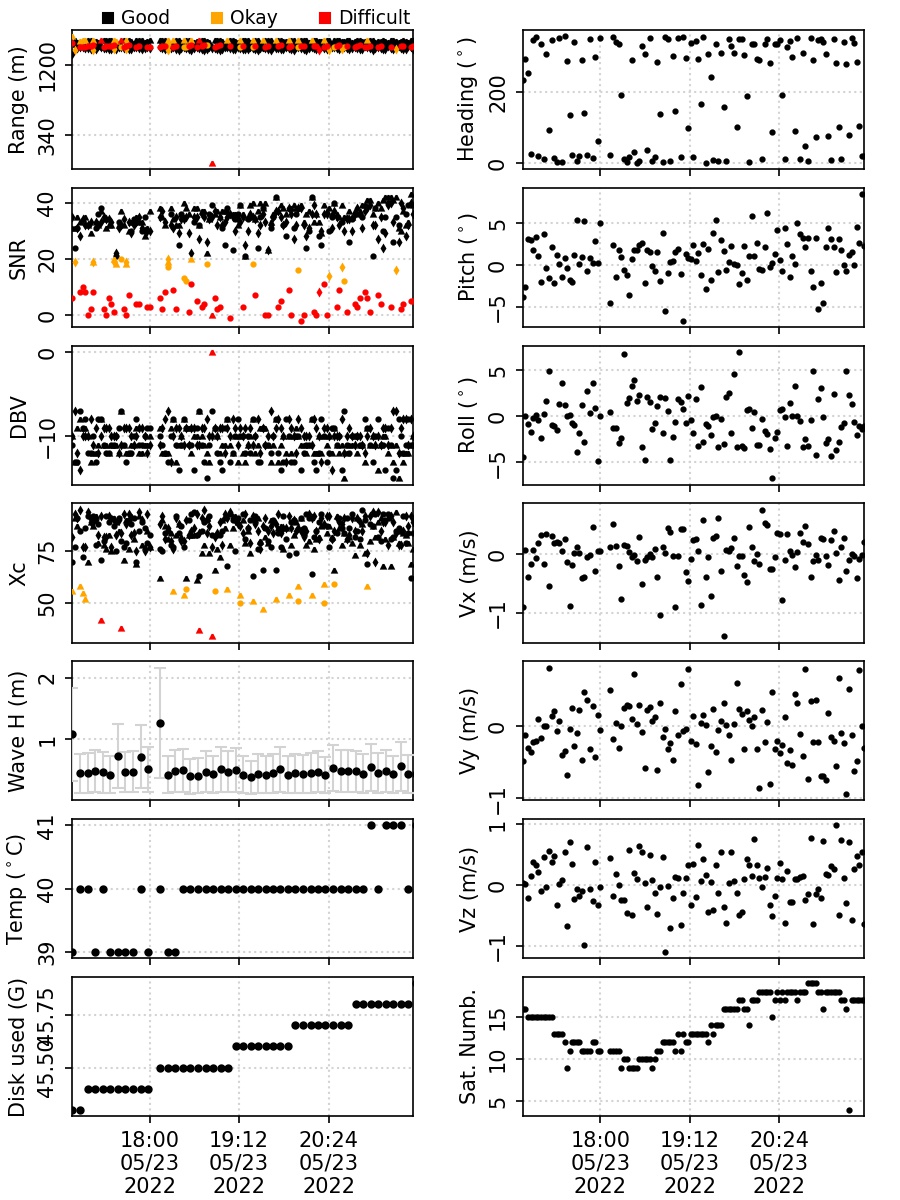 Good Okay Difficult
Range (m)
1200
340
Heading (°)
200
0
SNR
40
20
0
Pitch (°)
5
0
−5
DBV
0
−10
Roll (°)
5
0
−5
Xc
75
50
Vx (m/s)
0
−1
Wave H (m)
2
1
Vy (m/s)
0
−1
Temp (°C)
41
40
39
Vz (m/s)
1
0
−1
Disk used (G)
45.75
45.50
Sat. Numb.
15
10
5
18:00 19:12 20:24
05/23 05/23 05/23
2022 2022 2022
18:00 19:12 20:24
05/23 05/23 05/23
2022 2022 2022